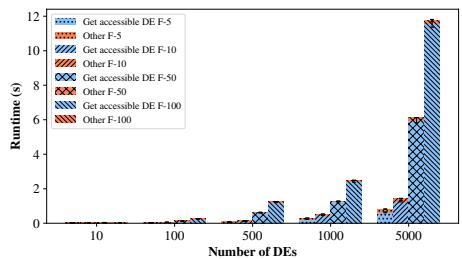 12
10
8
6
4
2
0
Runtime (s)
Get accessible DE F-5
Other F-5
Get accessible DE F-10
Other F-10
Get accessible DE F-50
Other F-50
Get accessible DE F-100
Other F-100
10 100 500 1000 5000
Number of DEs